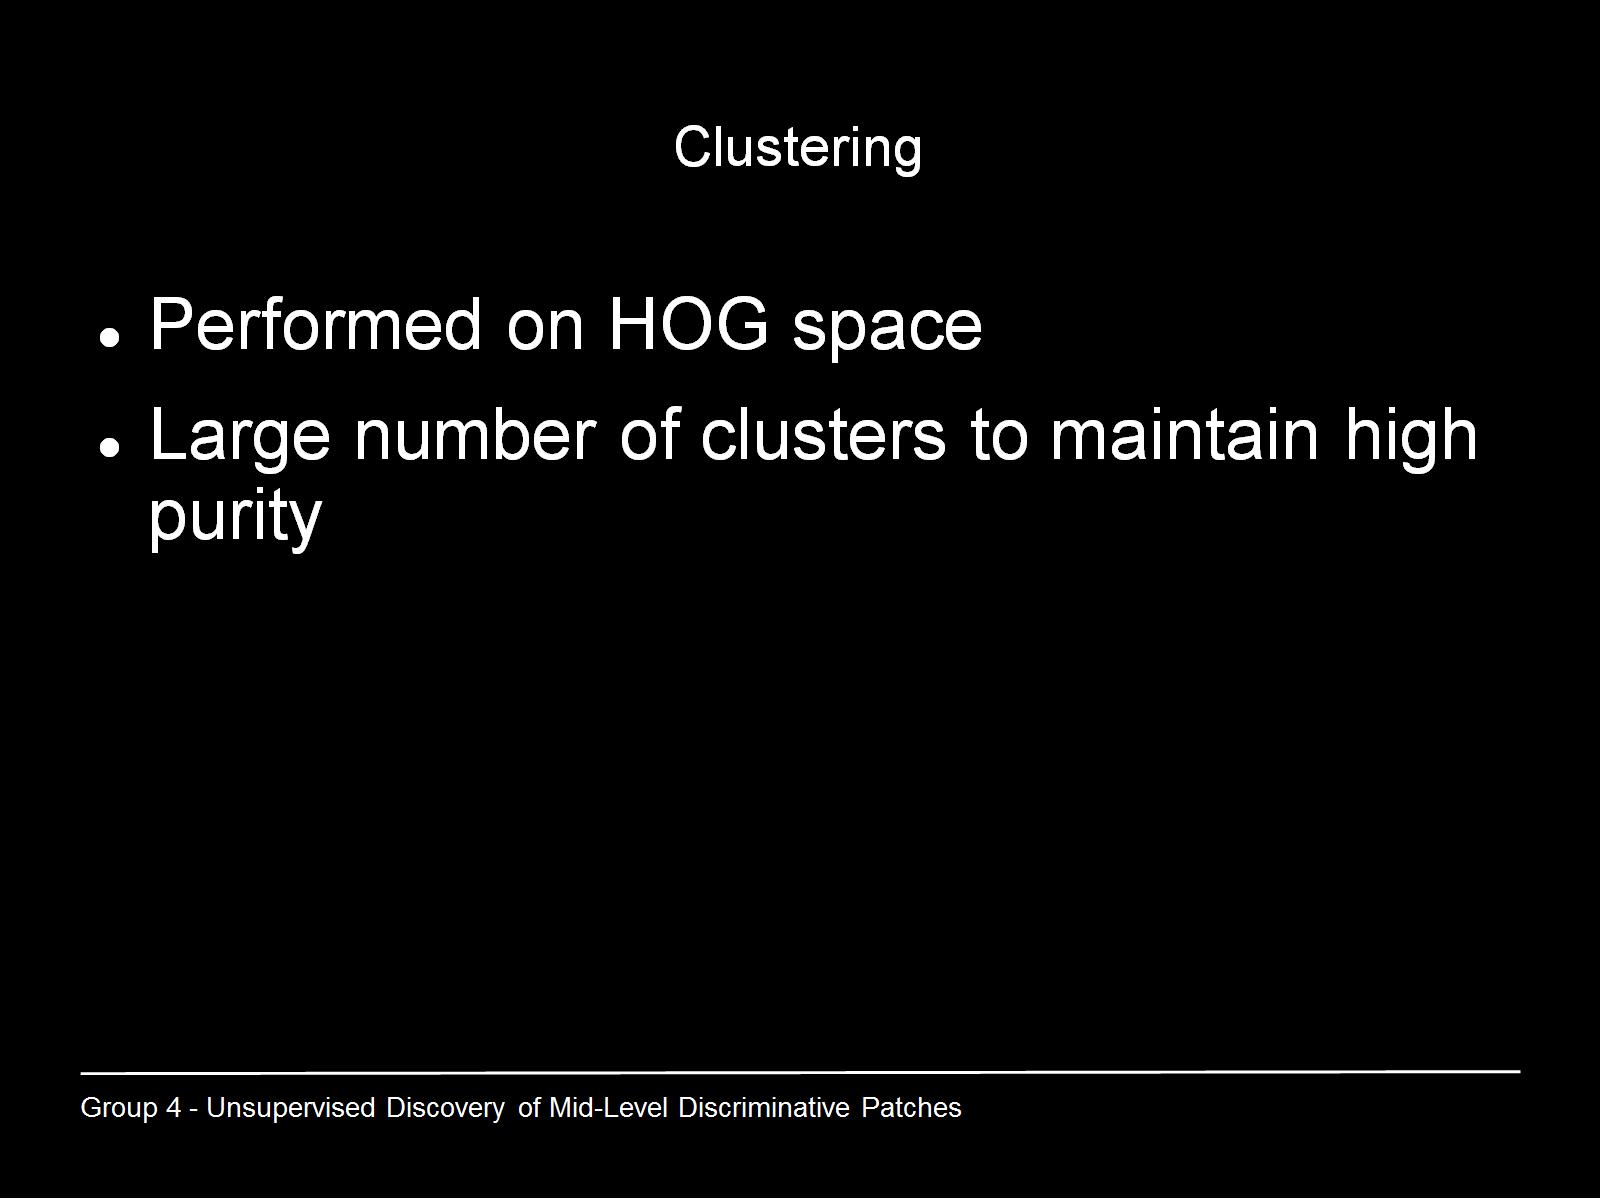 Clustering
● Performed on HOG space
● Large number of clusters to maintain high
purity
Group 4 - Unsupervised Discovery of Mid-Level Discriminative Patches